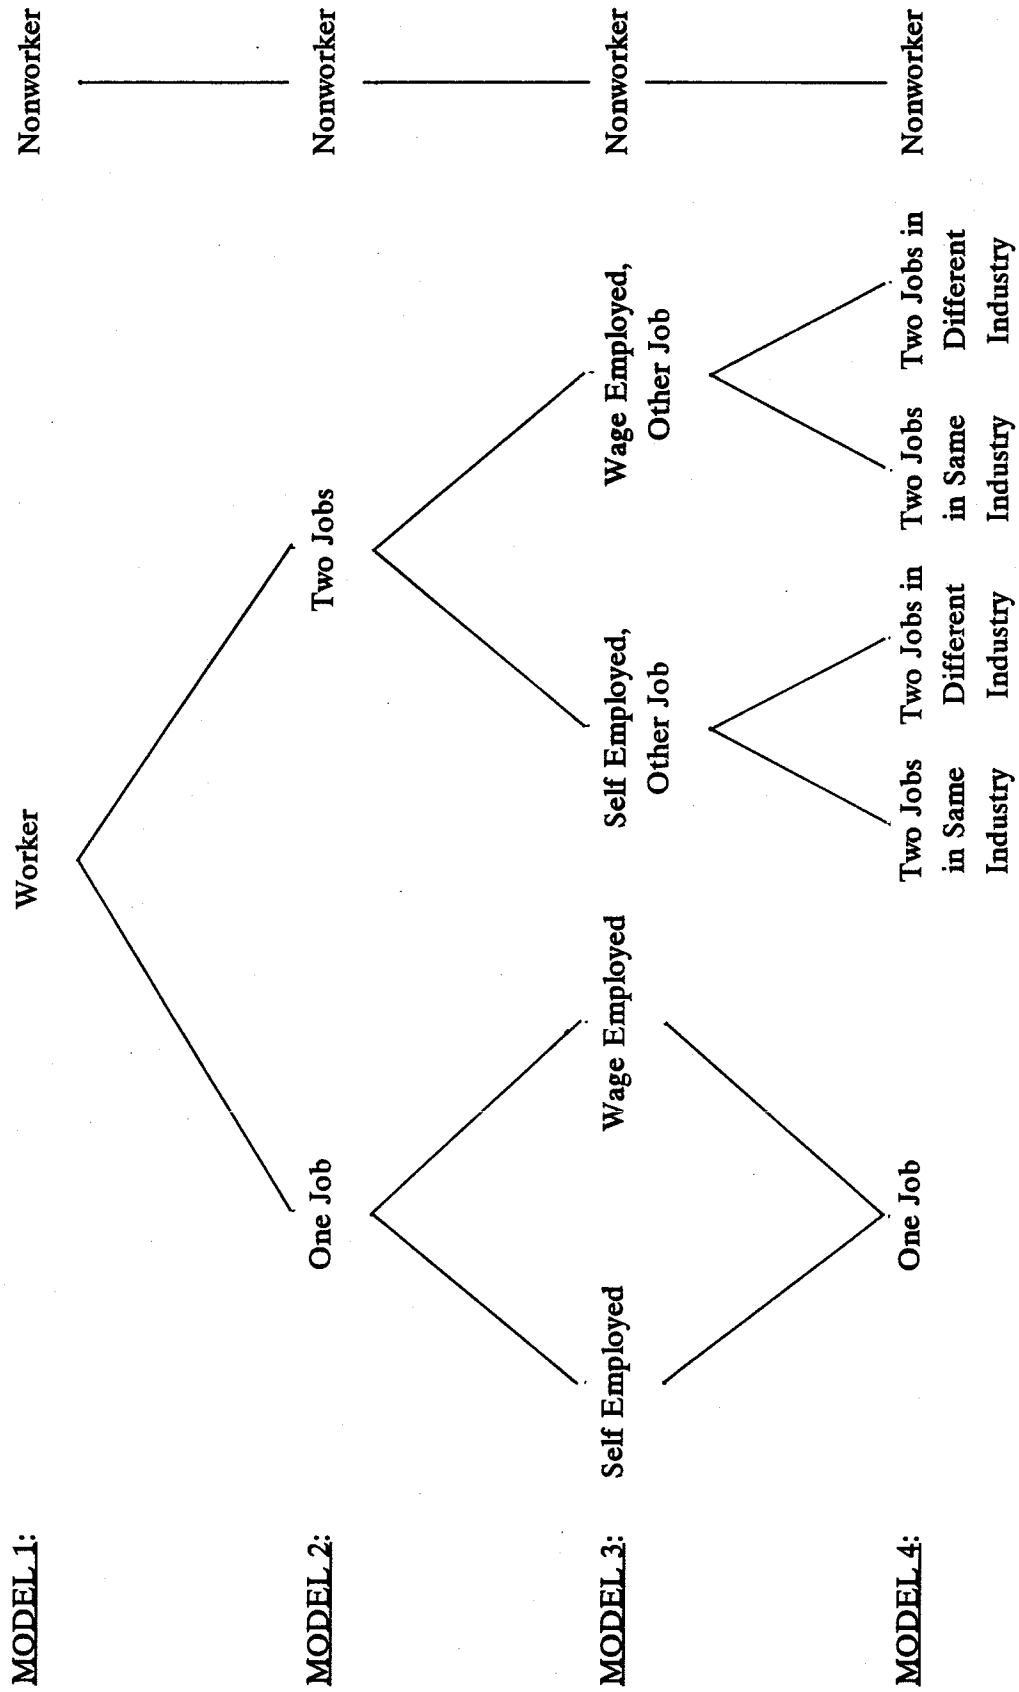 MODEL 1:
Worker
Nonworker
MODEL 2:
One Job
Two Jobs
Nonworker
MODEL 3:
Self Employed
Wage Employed
Self Employed,
Other Job
Wage Employed,
Other Job
Nonworker
MODEL 4:
One Job
Two Jobs
in Same
Industry
Two Jobs in
Different
Industry
Two Jobs
in Same
Industry
Two Jobs in
Different
Industry
Nonworker